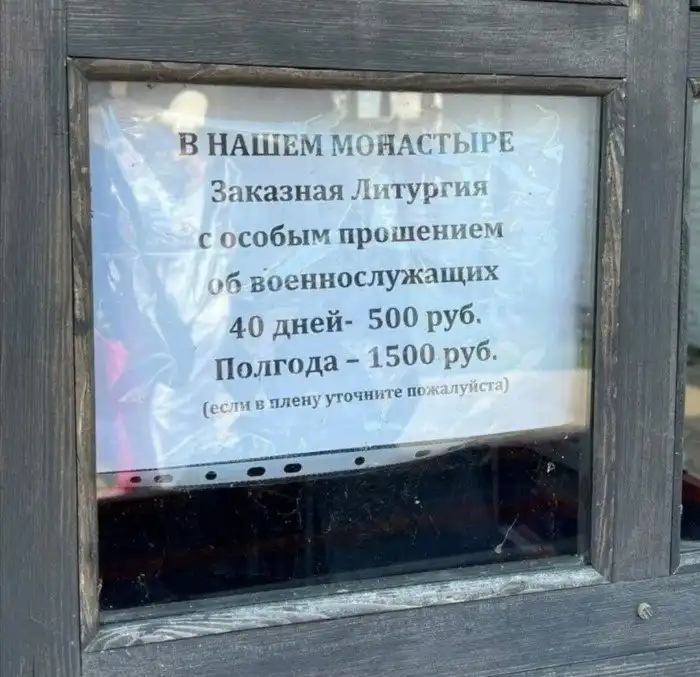 В НАШЕМ МОНАСТЫРЕ
Заказная Литургия
с особым прошением
об военнослужащих
40 дней- 500 руб.
Полгода – 1500 руб.
(если в плену уточните пожалуйста)